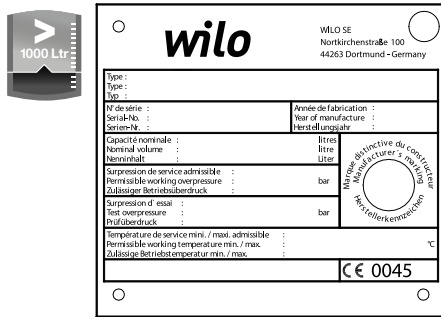 >
1000 Ltr
wilo
WILO SE
Nortkirchenstraße 100
44263 Dortmund - Germany
Type :
Type :
Typ :
N° de série :
Serial-No. :
Serien-Nr. :
Année de fabrication :
Year of manufacture :
Herstellungsjahr :
Capacité nominale : litres
Nominal volume : litre
Nenninhalt : Liter
Surpression de service admissible :
Permissible working overpressure : bar
Zulässiger Betriebsüberdruck :
Surpression d' essai :
Test overpressure : bar
Prüfüberdruck :
Marque distinctive du constructeur
Manufacturer's marking
Herstellerkennzeichen
Température de service mini. / maxi. admissible :
Permissible working temperature min. / max. : °C
Zulässige Betriebstemperatur min. / max. :
CE 0045